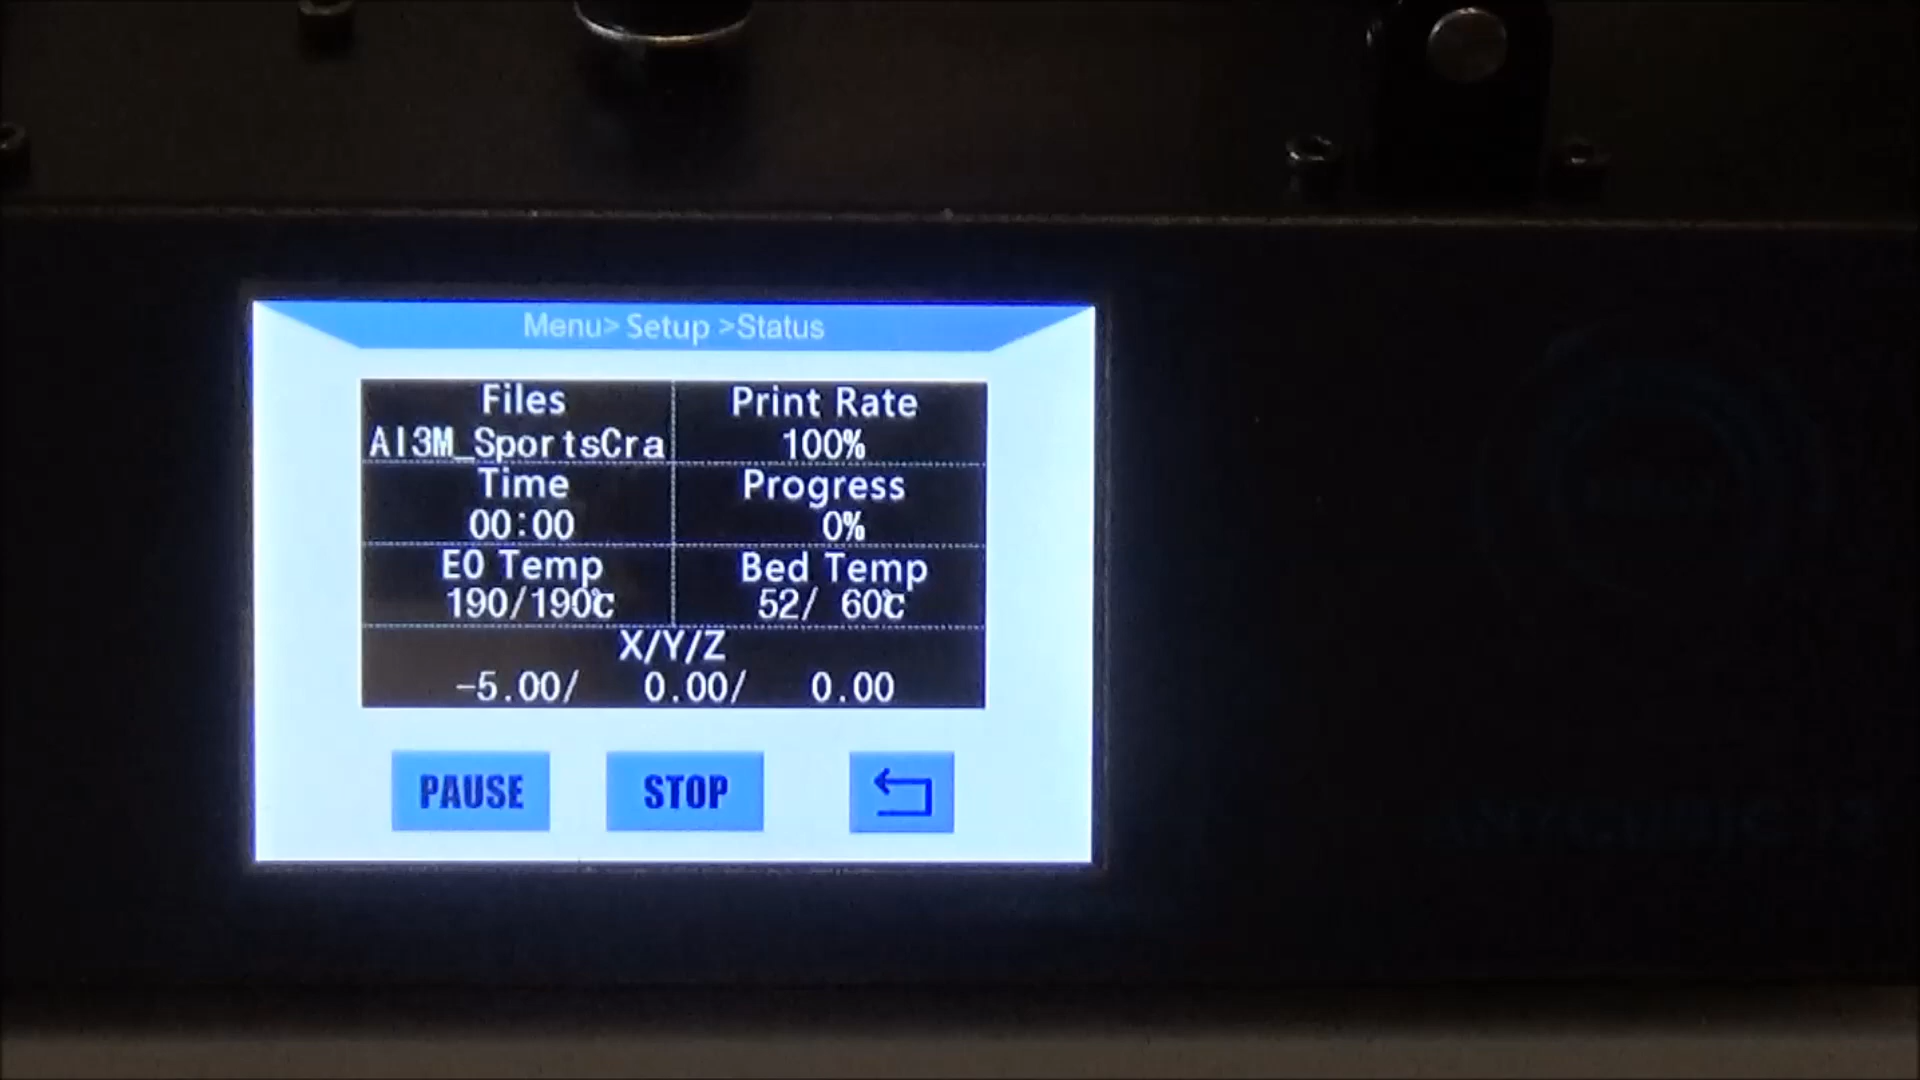 Menu> Setup >Status
Files
AI3M_SportsCra
Print Rate
100%
Time
00:00
Progress
0%
E0 Temp
190/190℃
Bed Temp
52/ 60℃
X/Y/Z
-5.00/ 0.00/ 0.00
PAUSE
STOP